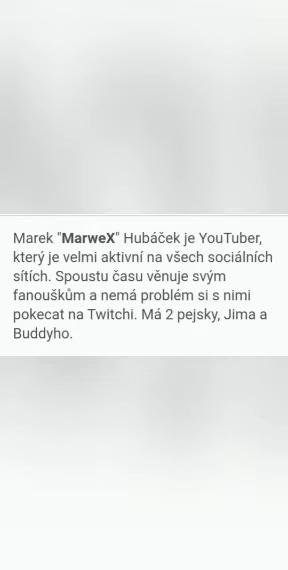 Marek "MarweX" Hubáček je YouTuber,
který je velmi aktivní na všech sociálních
sítích. Spoustu času věnuje svým
fanouškům a nemá problém si s nimi
pokecat na Twitchi. Má 2 pejsky, Jima a
Buddyho.